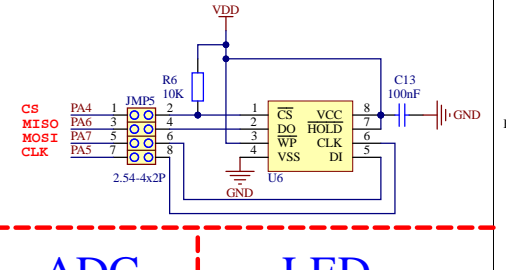 VDD
R6
10K
C13
100nF
JMP5
CS PA4 1 2 1 CS VCC 8
MISO PA6 3 4 2 DO HOLD 7
MOSI PA7 5 6 3 WP CLK 6
CLK PA5 7 8 4 VSS DI 5
GND
2.54-4x2P
U6
GND
ADC
LED